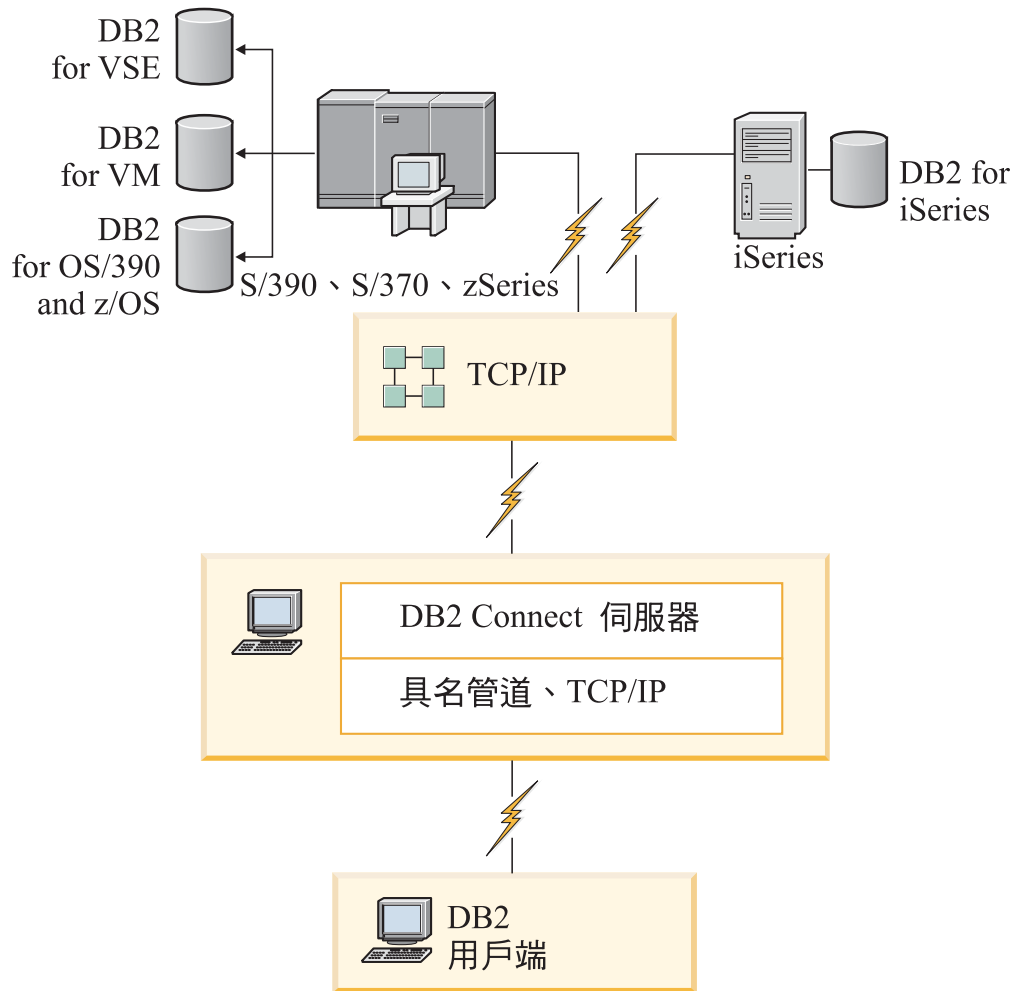 DB2
for VSE
DB2
for VM
DB2
for OS/390
and z/OS
S/390、S/370、zSeries
iSeries
DB2 for
iSeries
TCP/IP
DB2 Connect 伺服器
具名管道、TCP/IP
DB2
用戶端